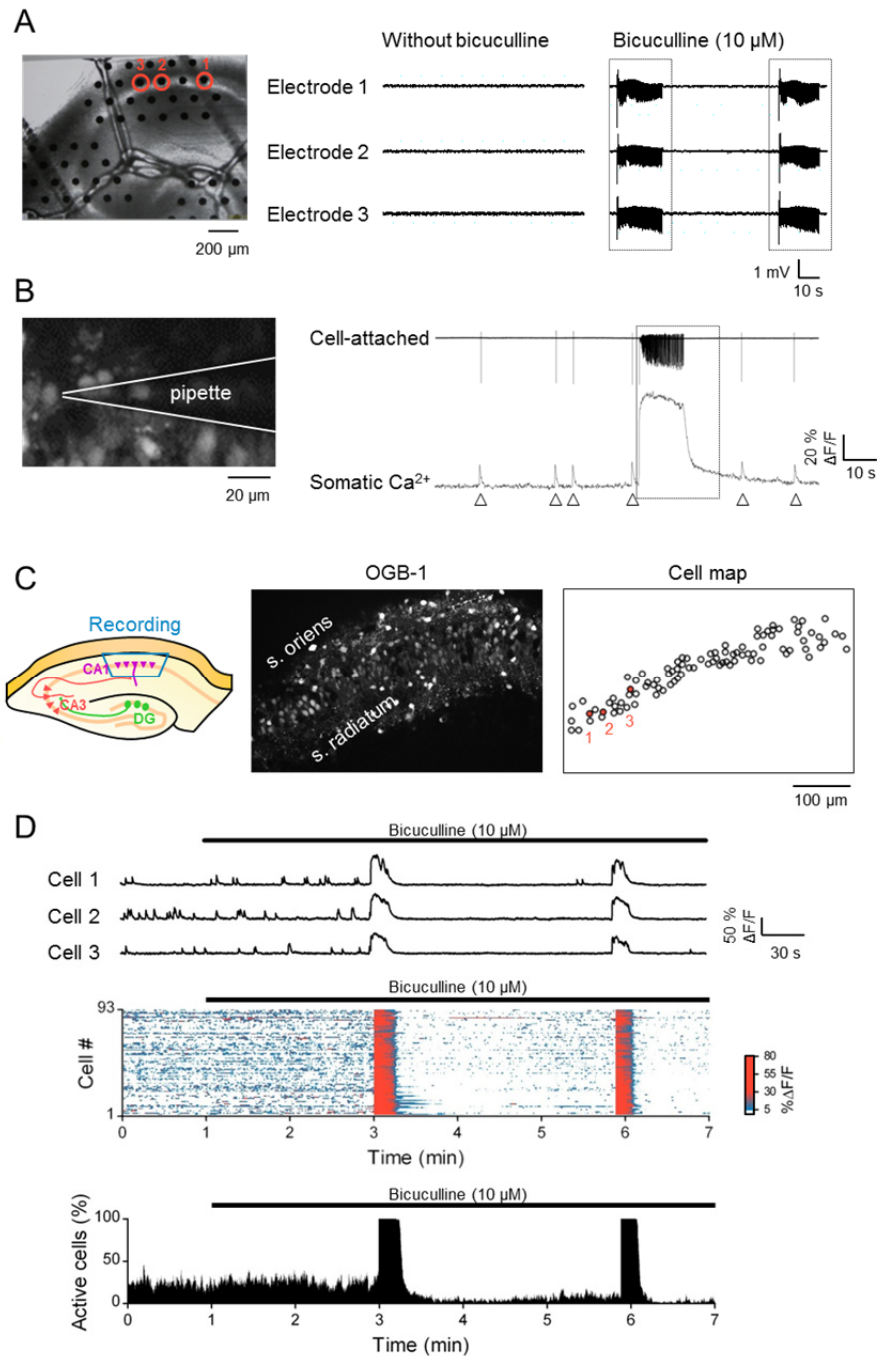 A
Without bicuculline
Bicuculline (10 µM)
3 2 1
Electrode 1
Electrode 2
Electrode 3
200 µm
1 mV
10 s
B
pipette
20 µm
Cell-attached
Somatic Ca2+
20 %
ΔF/F
10 s
C
Recording
CA1
CA3
DG
OGB-1
s. oriens
s. radiatum
Cell map
1 2 3
100 µm
D
Bicuculline (10 µM)
Cell 1
Cell 2
Cell 3
50 %
ΔF/F
30 s
Bicuculline (10 µM)
93
Cell #
1
0 1 2 3 4 5 6 7
Time (min)
80
55
30
5
%ΔF/F
Bicuculline (10 µM)
Active cells (%)
100
50
0
0 1 2 3 4 5 6 7
Time (min)